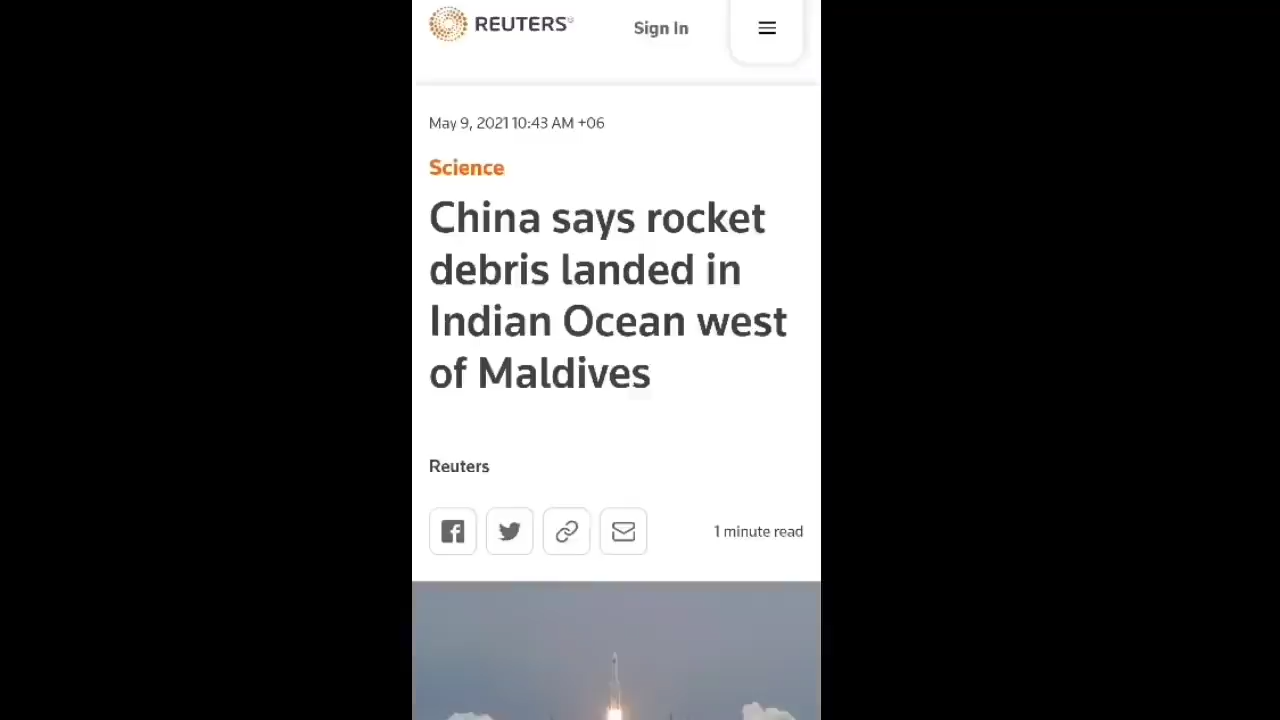 REUTERS®
Sign In
May 9, 2021 10:43 AM +06
Science
China says rocket
debris landed in
Indian Ocean west
of Maldives
Reuters
1 minute read